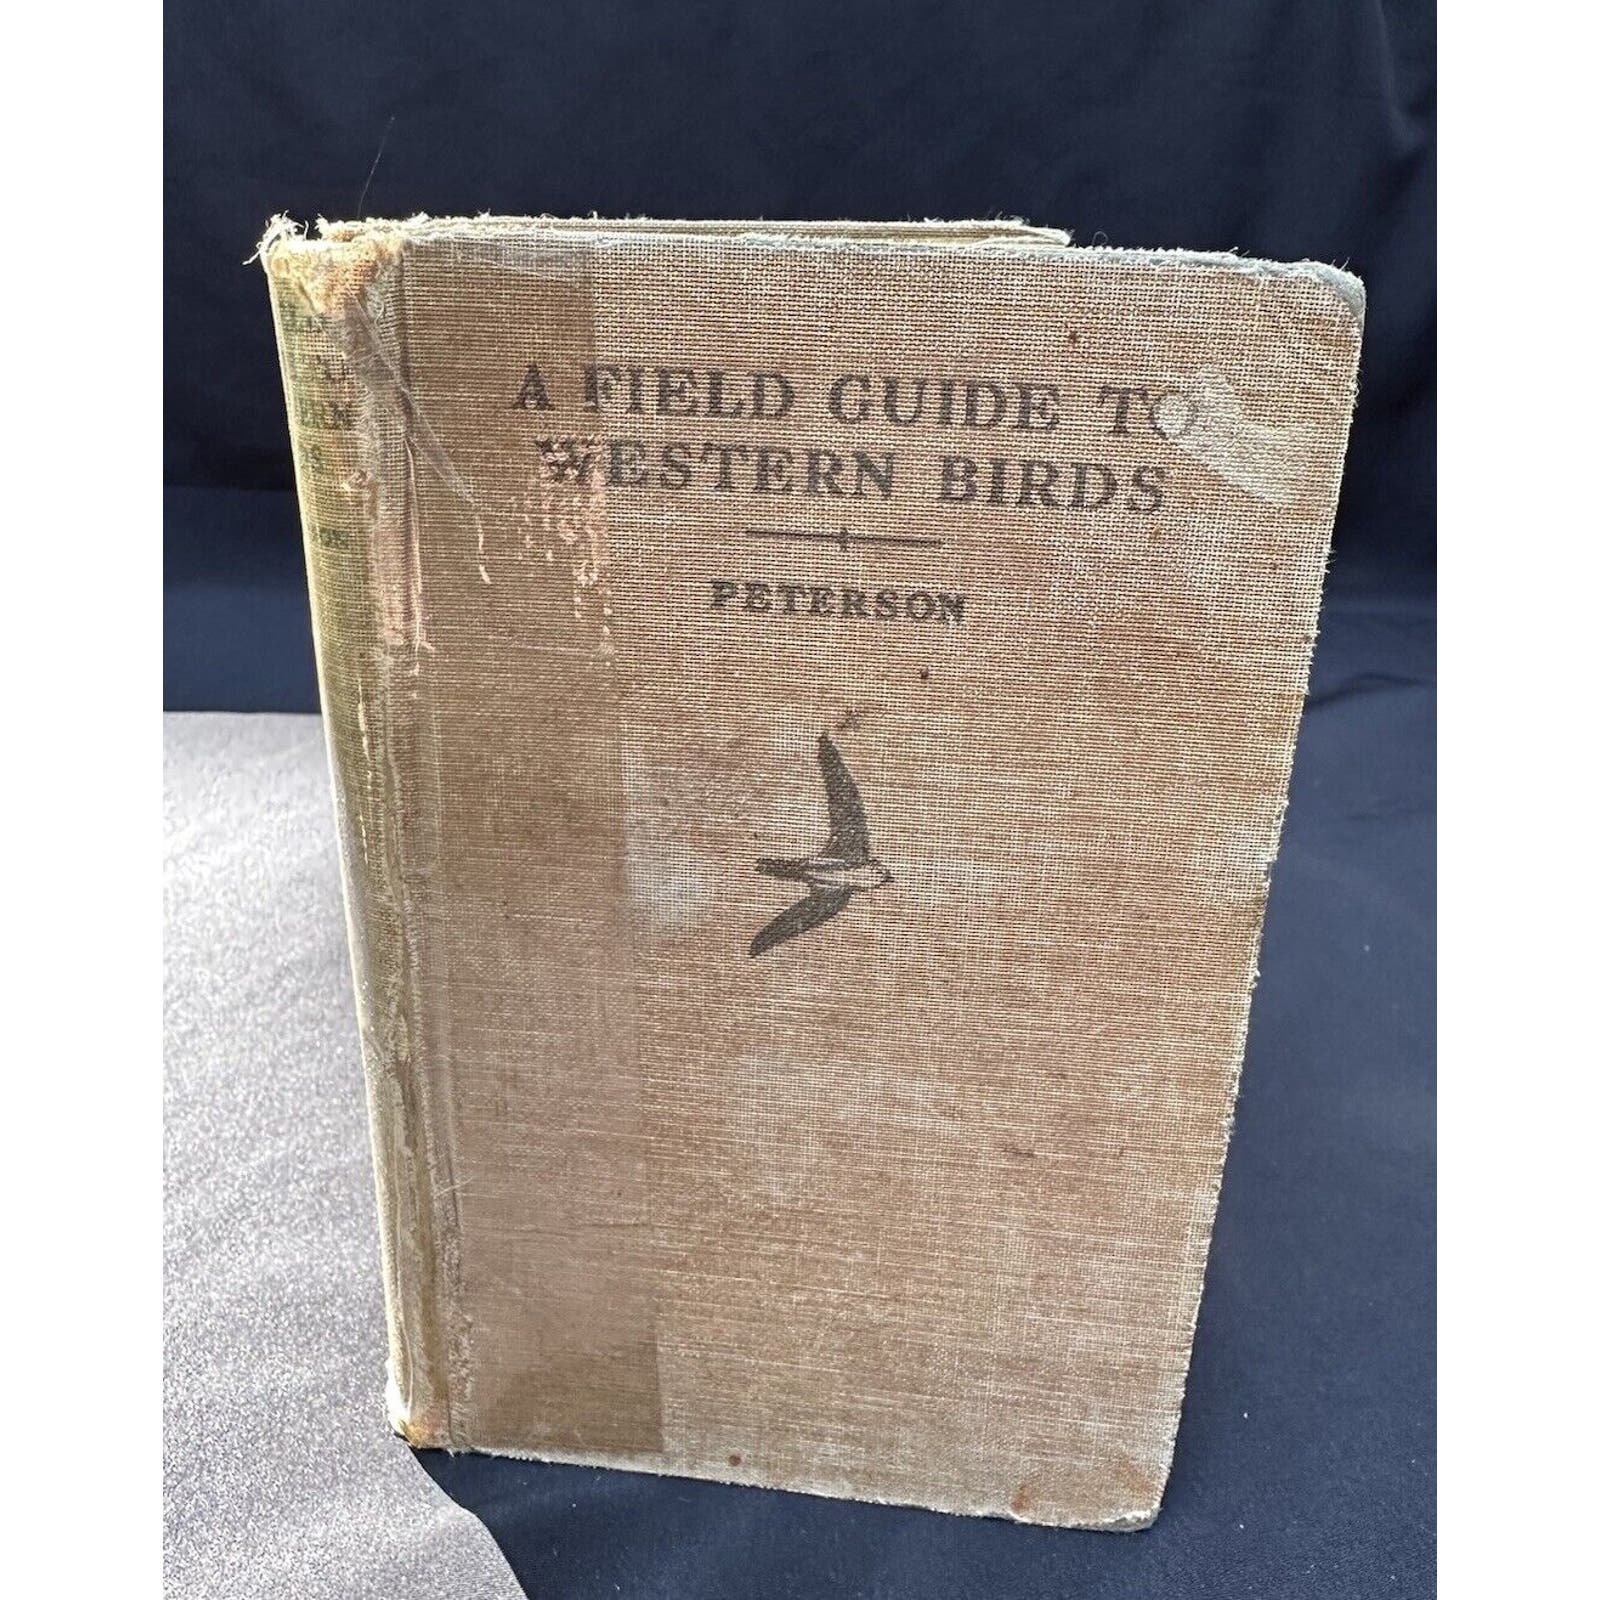 A FIELD GUIDE TO
WESTERN BIRDS
PETERSON